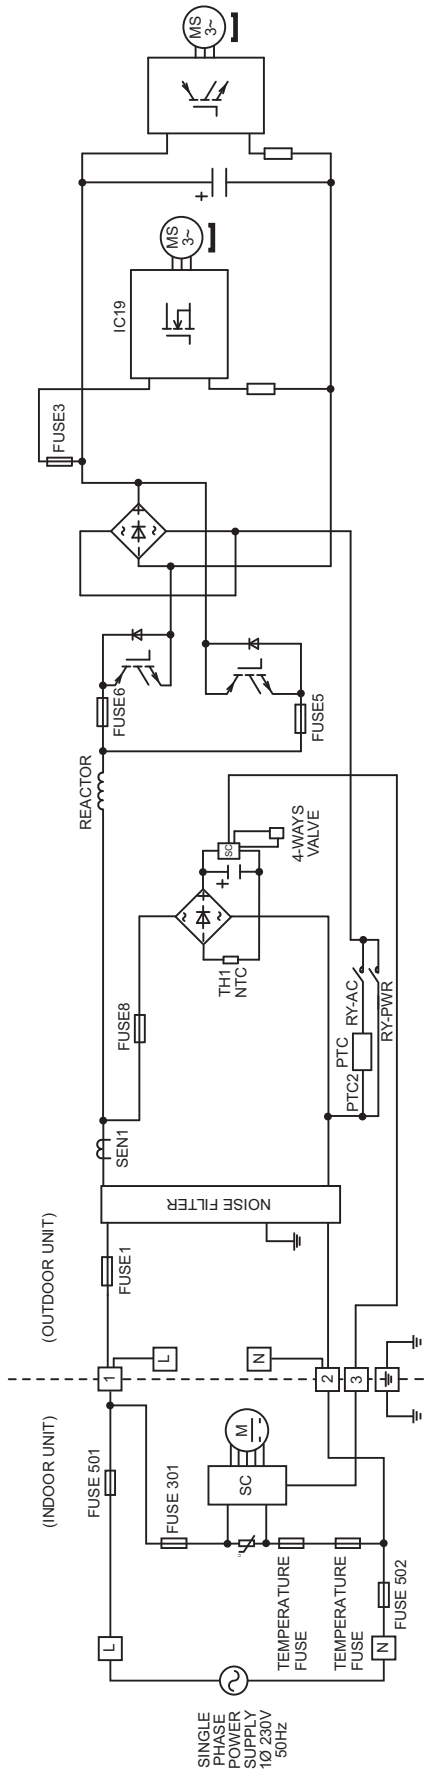 SINGLE
PHASE
POWER
SUPPLY
1Ø 230V
50Hz
(INDOOR UNIT)
(OUTDOOR UNIT)
L
FUSE 501
FUSE 301
SC
M
TEMPERATURE
FUSE
TEMPERATURE
FUSE
N
FUSE 502
1
L
N
2
3
FUSE1
NOISE FILTER
SEN1
FUSE8
TH1
NTC
+
SC
4-WAYS
VALVE
PTC2
PTC
RY-AC
RY-PWR
REACTOR
FUSE6
FUSE5
~
~
FUSE3
IC19
MS
3~
+
MS
3~